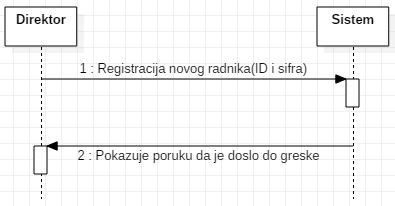 Direktor
Sistem
1 : Registracija novog radnika(ID i sifra)
2 : Pokazuje poruku da je doslo do greske